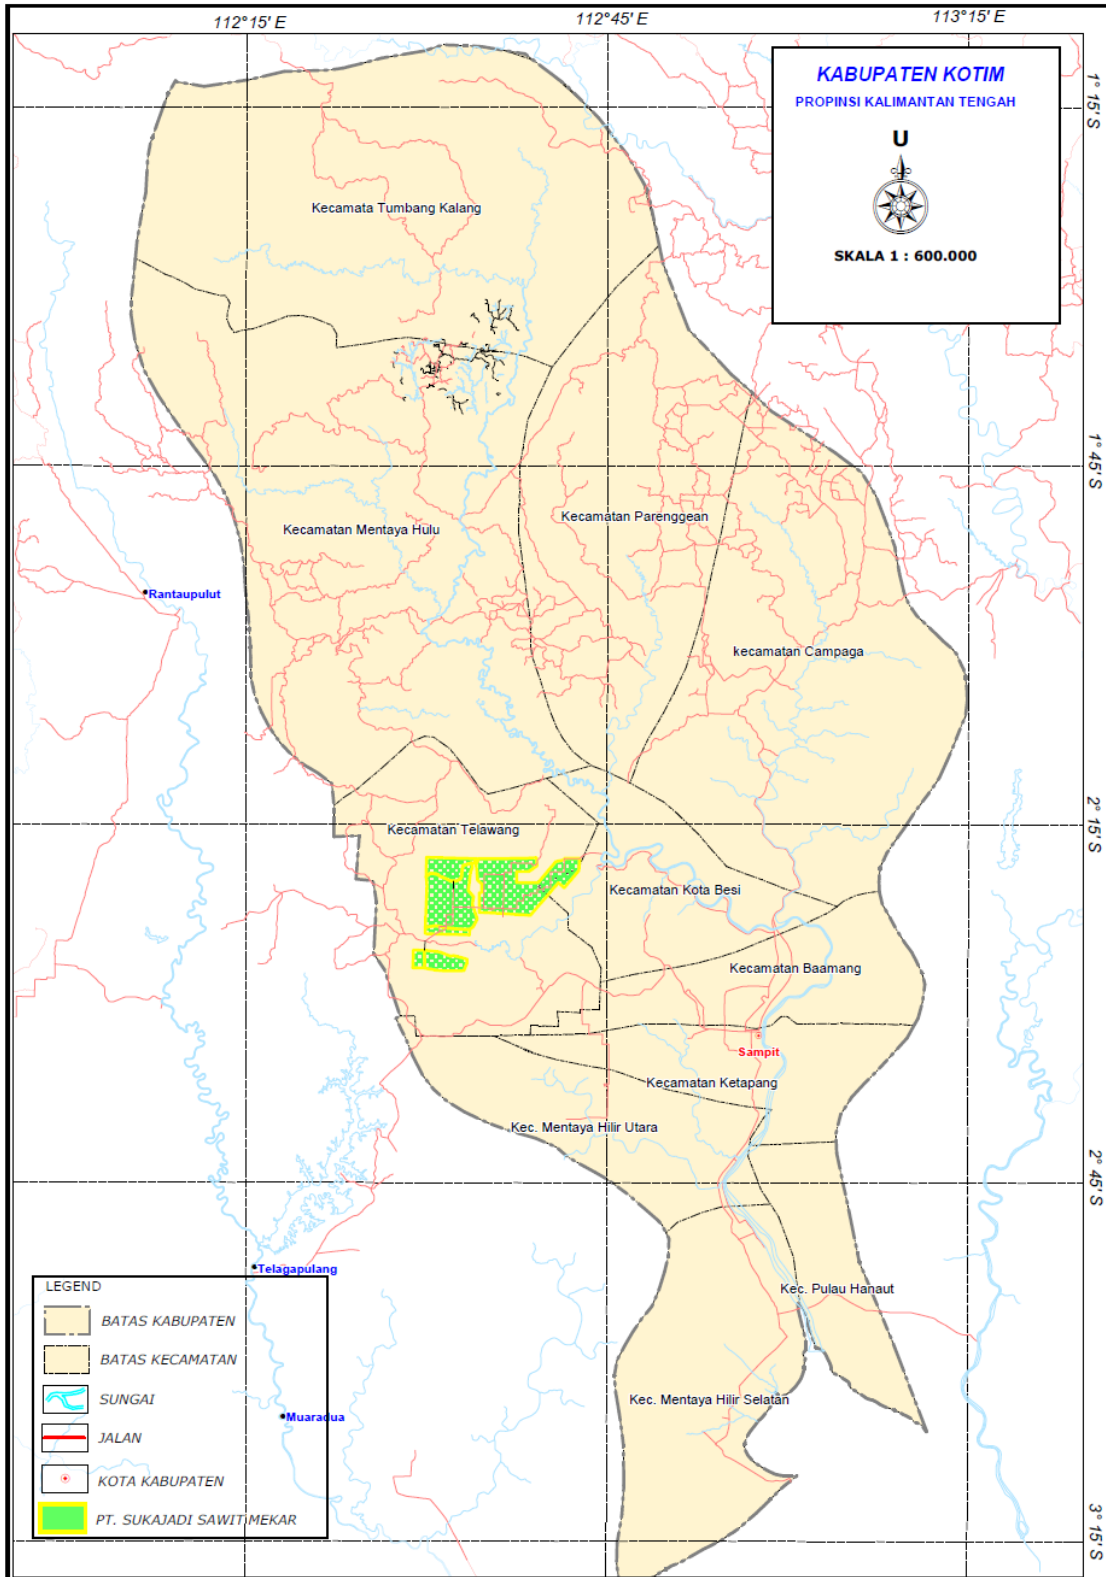 112°15' E
112°45' E
113°15' E
KABUPATEN KOTIM
PROPINSI KALIMANTAN TENGAH
U
SKALA 1 : 600.000
1° 15' S
Kecamata Tumbang Kalang
1° 45' S
Kecamatan Parenggean
Kecamatan Mentaya Hulu
Rantaupulut
kecamatan Campaga
2° 15' S
Kecamatan Telawang
Kecamatan Kota Besi
Kecamatan Baamang
Sampit
Kecamatan Ketapang
Kec. Mentaya Hilir Utara
2° 45' S
Telagapulang
Kec. Pulau Hanaut
Kec. Mentaya Hilir Selatan
Muaradua
3° 15' S
LEGEND
BATAS KABUPATEN
BATAS KECAMATAN
SUNGAI
JALAN
KOTA KABUPATEN
PT. SUKAJADI SAWIT MEKAR